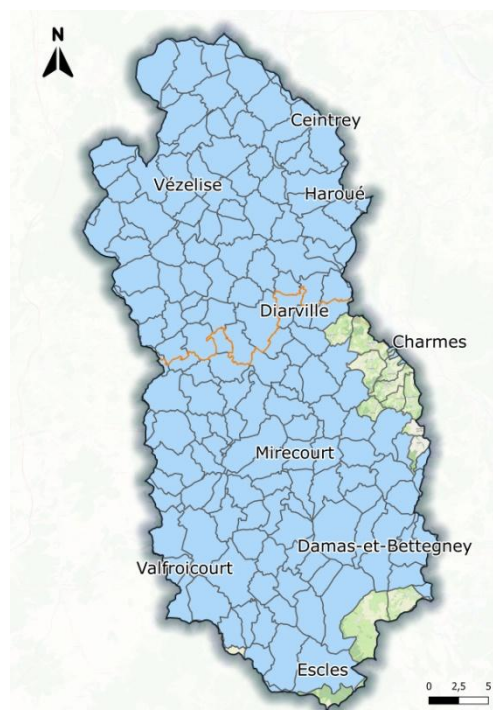 N
Ceintrey
Vézelise
Haroué
Diarville
Charmes
Mirecourt
Damas-et-Bettegney
Valfroicourt
Escles
0 2,5 5